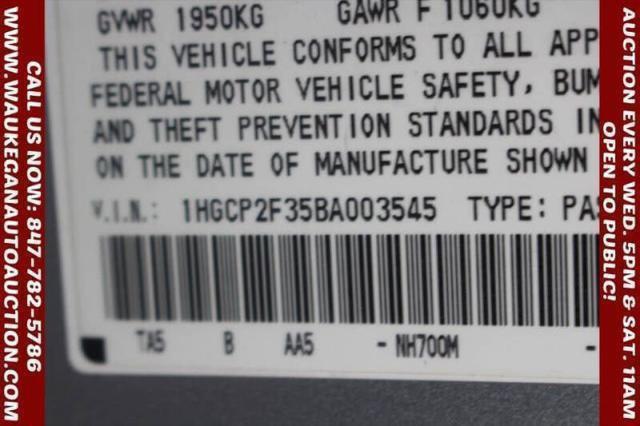 WWW.WAUKEGANAUTOAUCTION.COM
CALL US NOW: 847-782-5786
GVWR 1950KG GAWR F 1060KG
THIS VEHICLE CONFORMS TO ALL APP
FEDERAL MOTOR VEHICLE SAFETY, BUM
AND THEFT PREVENTION STANDARDS IN
ON THE DATE OF MANUFACTURE SHOWN
V.I.N.: 1HGCP2F35BA003545 TYPE: PAS
TA5 B AA5 - NH700M -
AUCTION EVERY WED. 5PM & SAT. 11AM
OPEN TO PUBLIC!